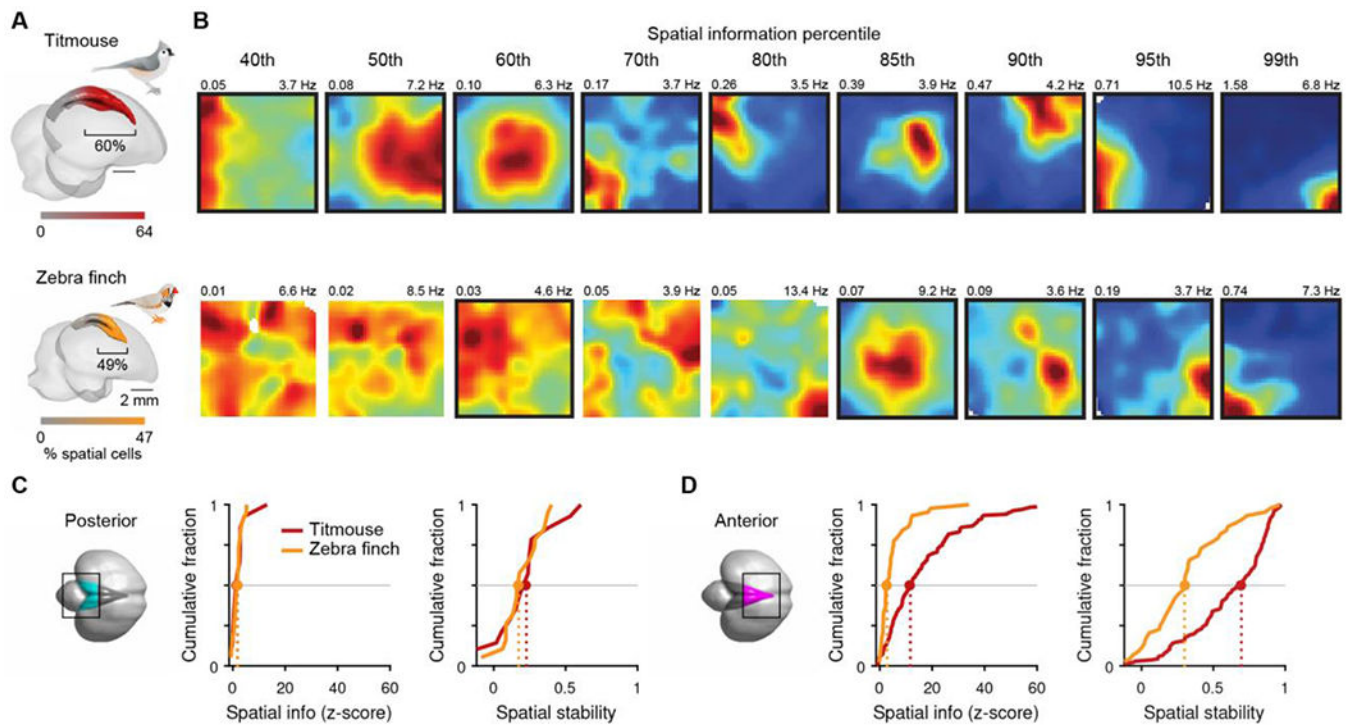 A
Titmouse
60%
0 64
Zebra finch
49%
2 mm
0 47
% spatial cells
B
Spatial information percentile
40th 50th 60th 70th 80th 85th 90th 95th 99th
0.05 3.7 Hz 0.08 7.2 Hz 0.10 6.3 Hz 0.17 3.7 Hz 0.26 3.5 Hz 0.39 3.9 Hz 0.47 4.2 Hz 0.71 10.5 Hz 1.58 6.8 Hz
0.01 6.6 Hz 0.02 8.5 Hz 0.03 4.6 Hz 0.05 3.9 Hz 0.05 13.4 Hz 0.07 9.2 Hz 0.09 3.6 Hz 0.19 3.7 Hz 0.74 7.3 Hz
C
Posterior
Cumulative fraction
1
0
0 20 40 60
Spatial info (z-score)
Titmouse
Zebra finch
Cumulative fraction
1
0
0 0.5 1
Spatial stability
D
Anterior
Cumulative fraction
1
0
0 20 40 60
Spatial info (z-score)
Cumulative fraction
1
0
0 0.5 1
Spatial stability